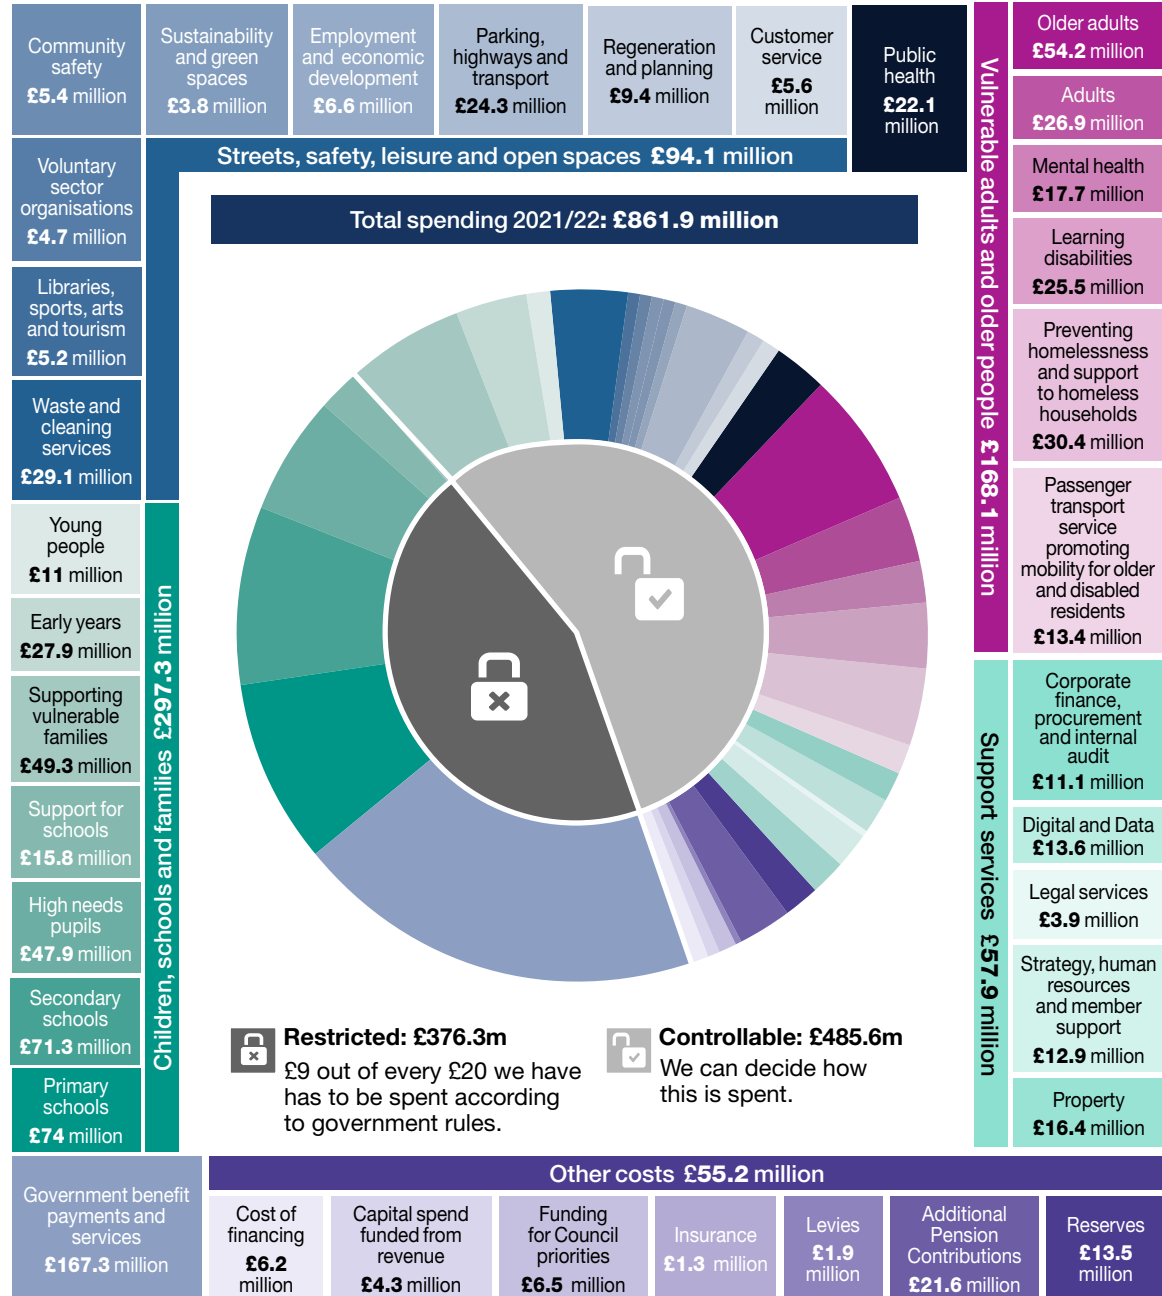 Community
safety
£5.4 million
Sustainability
and green
spaces
£3.8 million
Employment
and economic
development
£6.6 million
Parking,
highways and
transport
£24.3 million
Regeneration
and planning
£9.4 million
Customer
service
£5.6
million
Public
health
£22.1
million
Streets, safety, leisure and open spaces £94.1 million
Voluntary
sector
organisations
£4.7 million
Libraries,
sports, arts
and tourism
£5.2 million
Waste and
cleaning
services
£29.1 million
Total spending 2021/22: £861.9 million
Vulnerable adults and older people £168.1 million
Older adults
£54.2 million
Adults
£26.9 million
Mental health
£17.7 million
Learning
disabilities
£25.5 million
Preventing
homelessness
and support
to homeless
households
£30.4 million
Passenger
transport
service
promoting
mobility for older
and disabled
residents
£13.4 million
Children, schools and families £297.3 million
Young
people
£11 million
Early years
£27.9 million
Supporting
vulnerable
families
£49.3 million
Support for
schools
£15.8 million
High needs
pupils
£47.9 million
Secondary
schools
£71.3 million
Primary
schools
£74 million
Support services £57.9 million
Corporate
finance,
procurement
and internal
audit
£11.1 million
Digital and Data
£13.6 million
Legal services
£3.9 million
Strategy, human
resources
and member
support
£12.9 million
Property
£16.4 million
Restricted: £376.3m
£9 out of every £20 we have
has to be spent according
to government rules.
Controllable: £485.6m
We can decide how
this is spent.
Government benefit
payments and
services
£167.3 million
Other costs £55.2 million
Cost of
financing
£6.2
million
Capital spend
funded from
revenue
£4.3 million
Funding
for Council
priorities
£6.5 million
Insurance
£1.3 million
Levies
£1.9
million
Additional
Pension
Contributions
£21.6 million
Reserves
£13.5
million